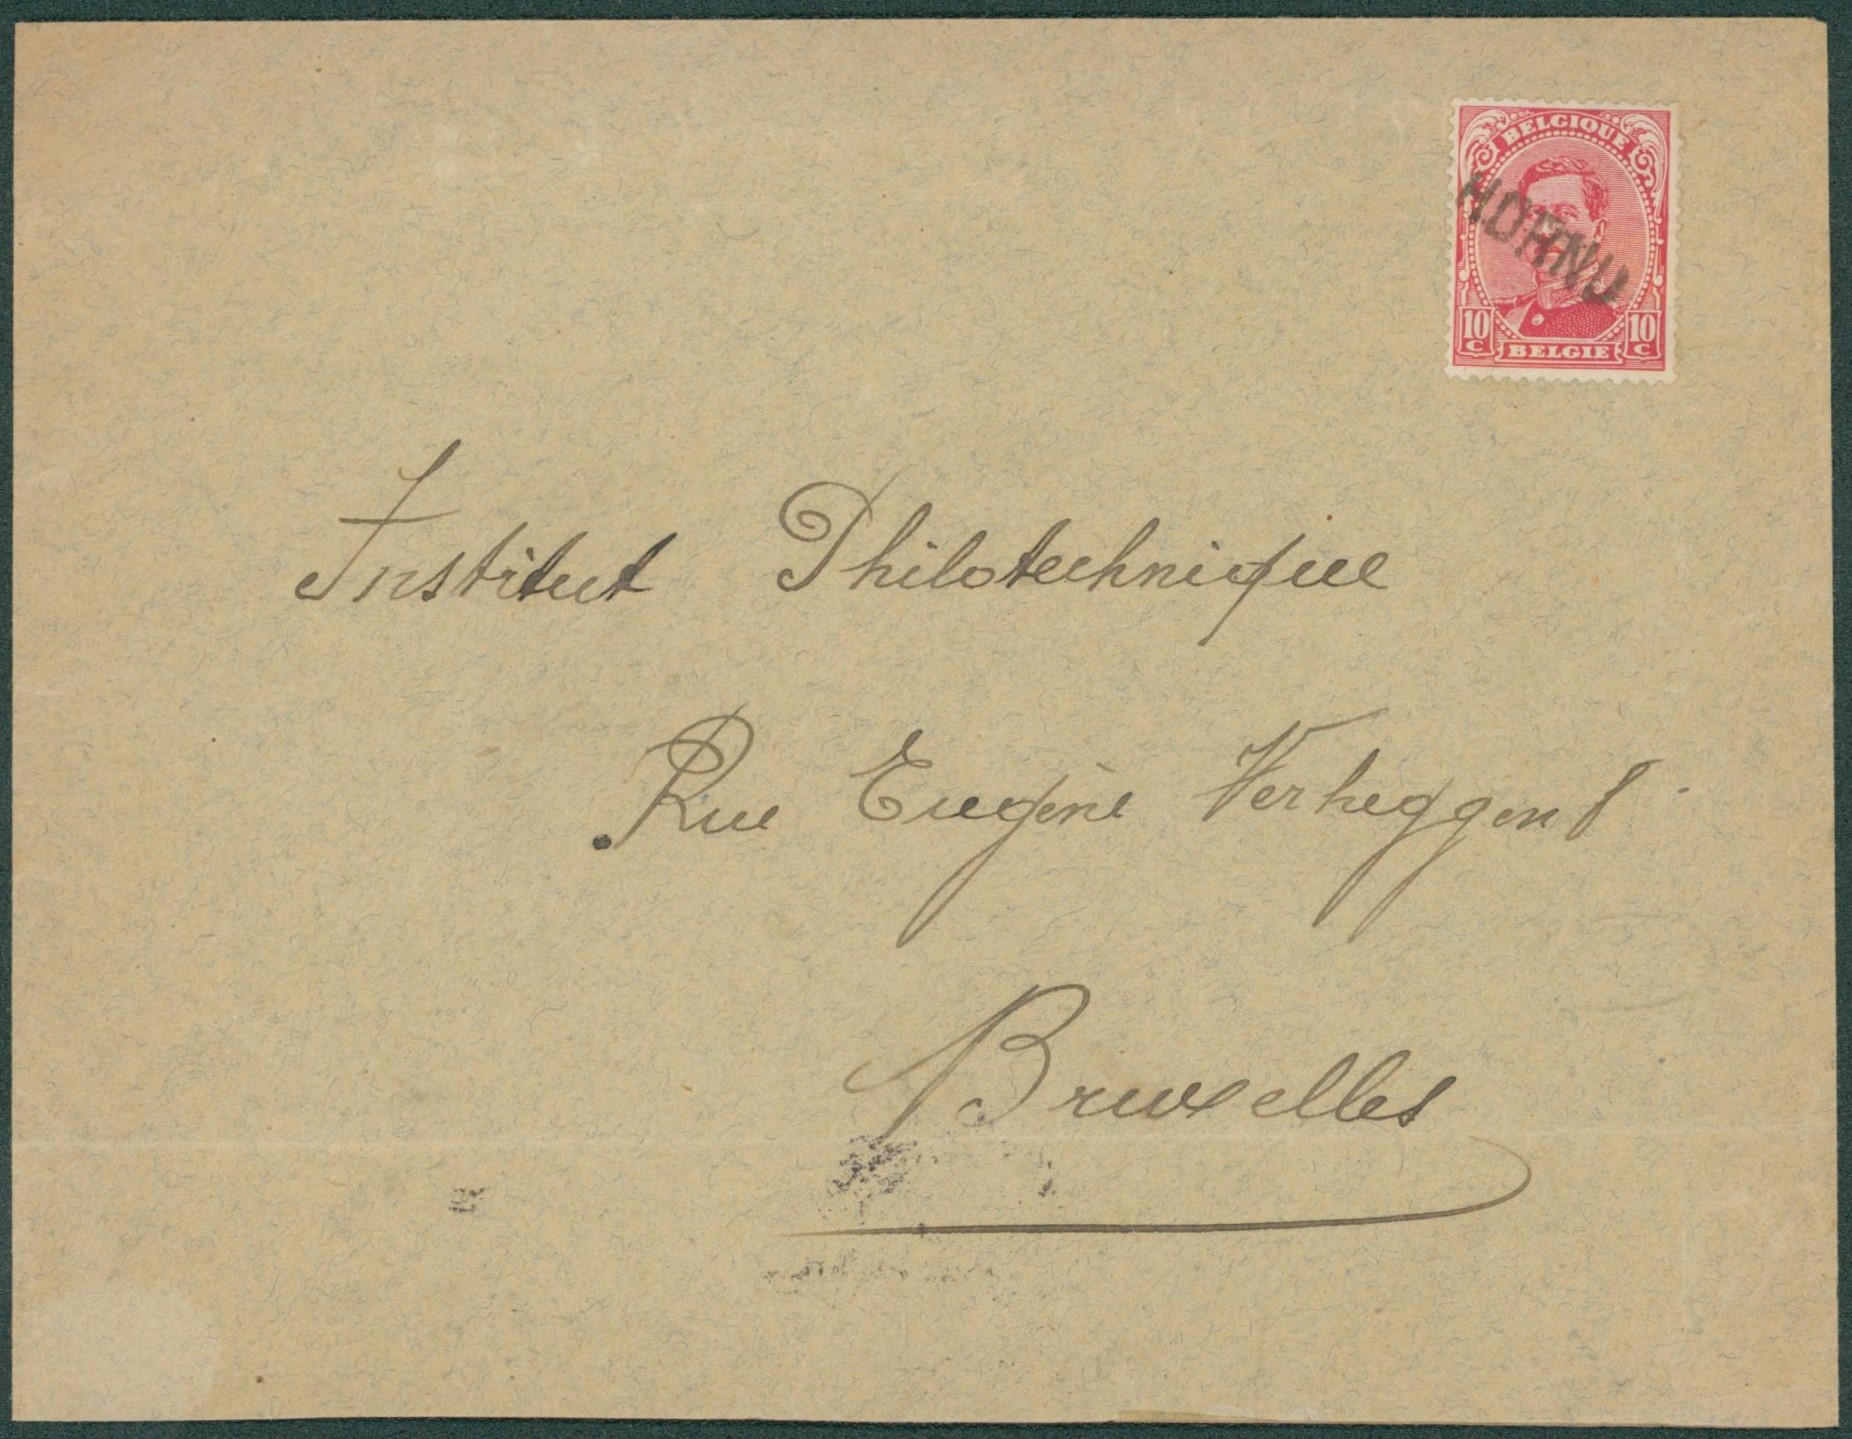 BELGIQUE
HORNU
10 C 10 C
BELGIE
Institut Philotechnique
Rue Eugène Verheggen 8
Bruxelles